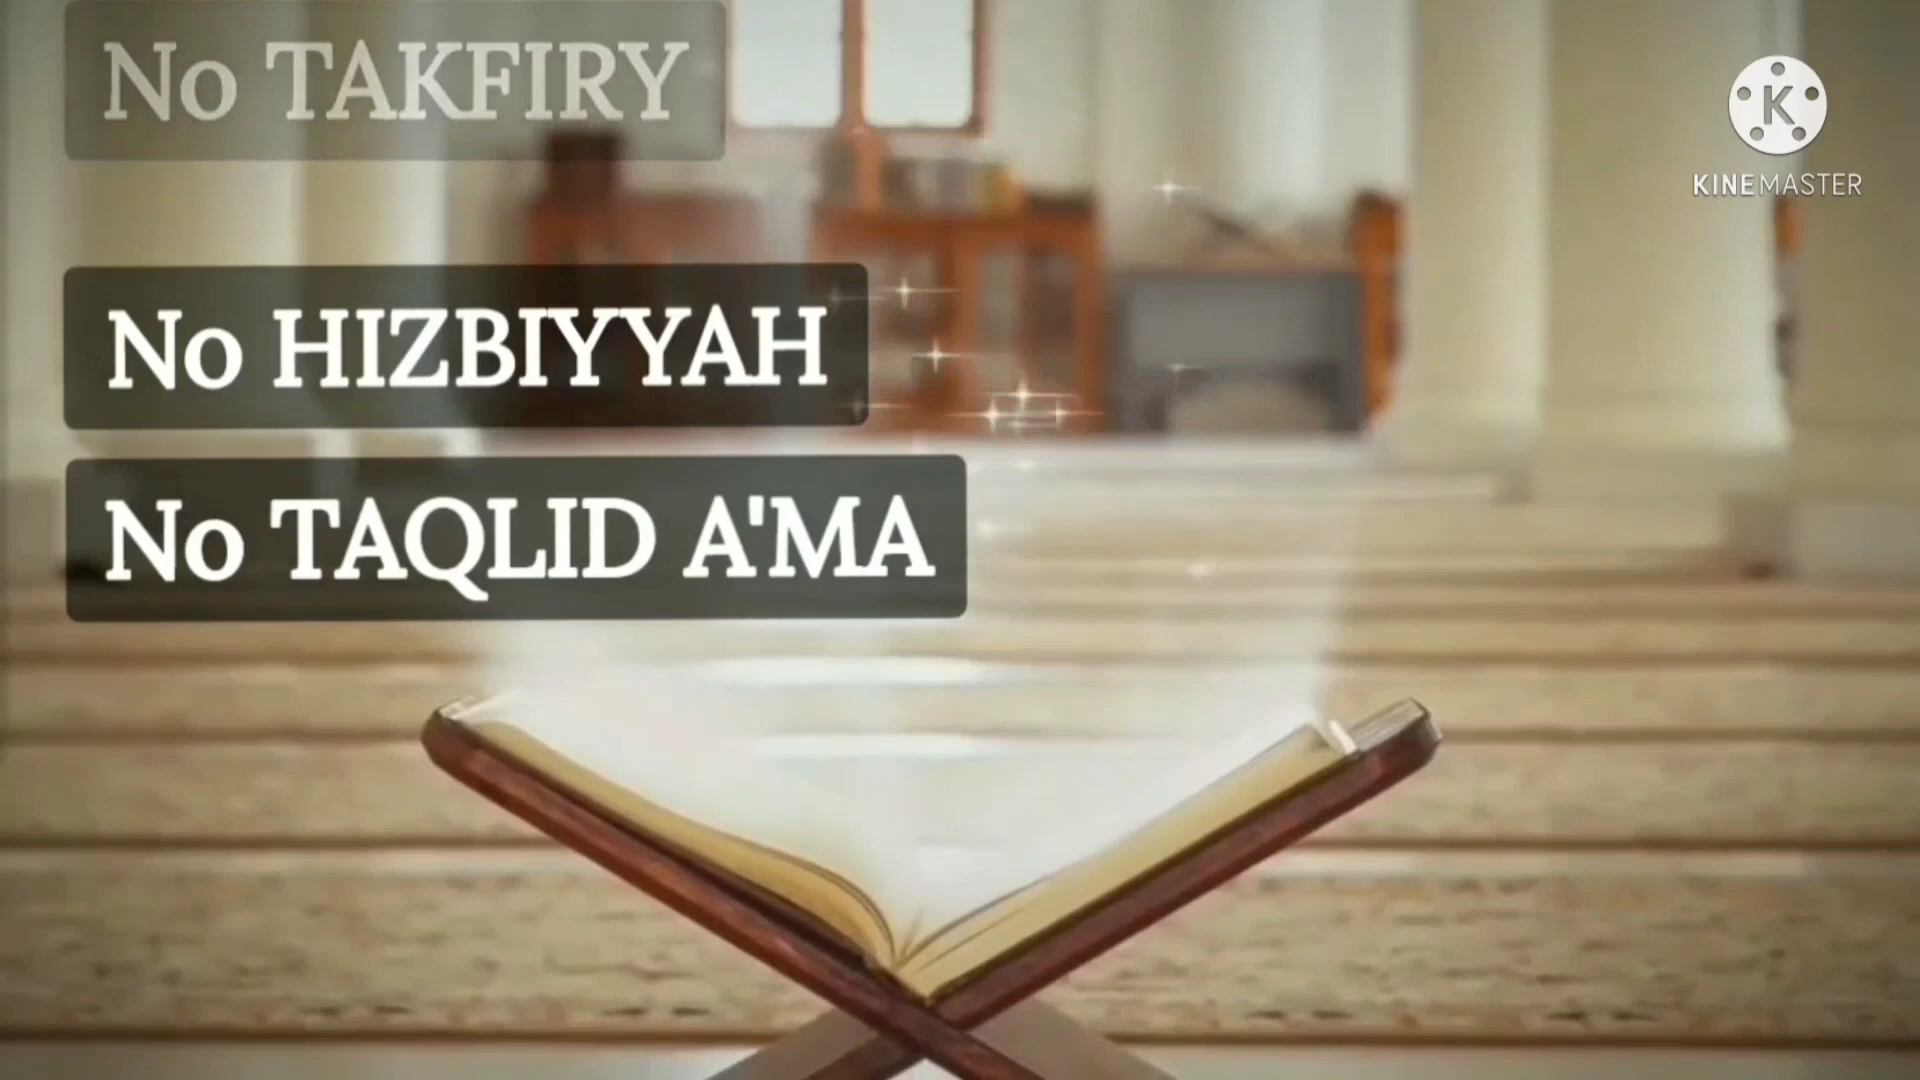 No TAKFIRY
No HIZBIYYAH
No TAQLID A'MA
K
KINEMASTER